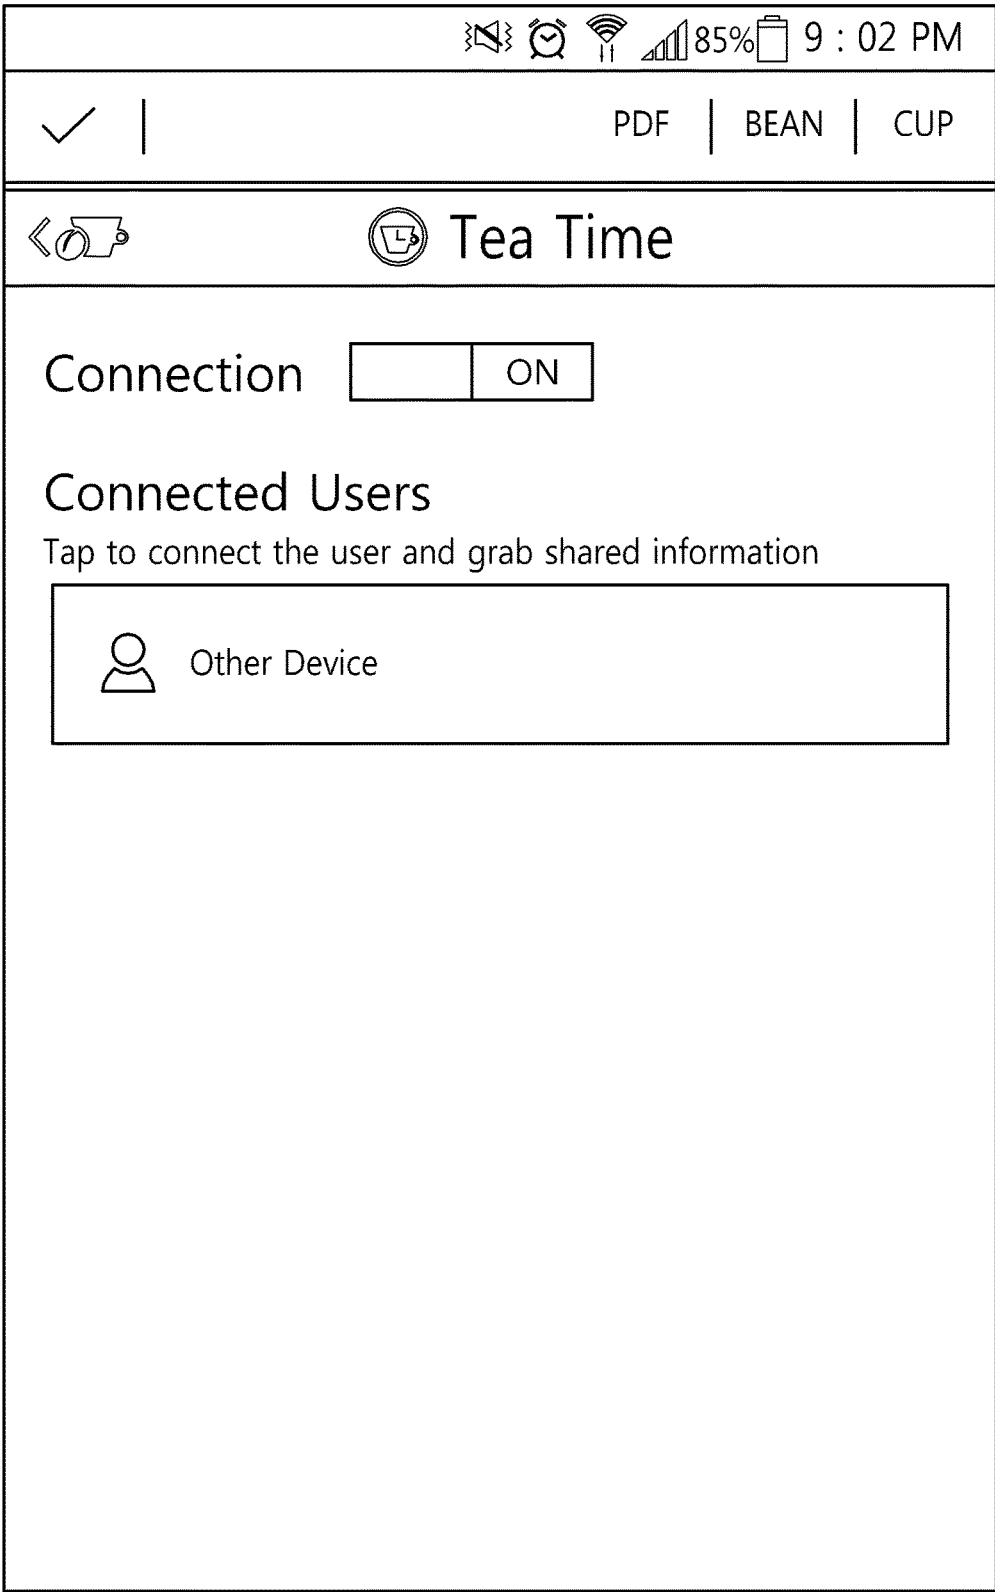 85% 9 : 02 PM
PDF | BEAN | CUP
Tea Time
Connection ON
Connected Users
Tap to connect the user and grab shared information
Other Device